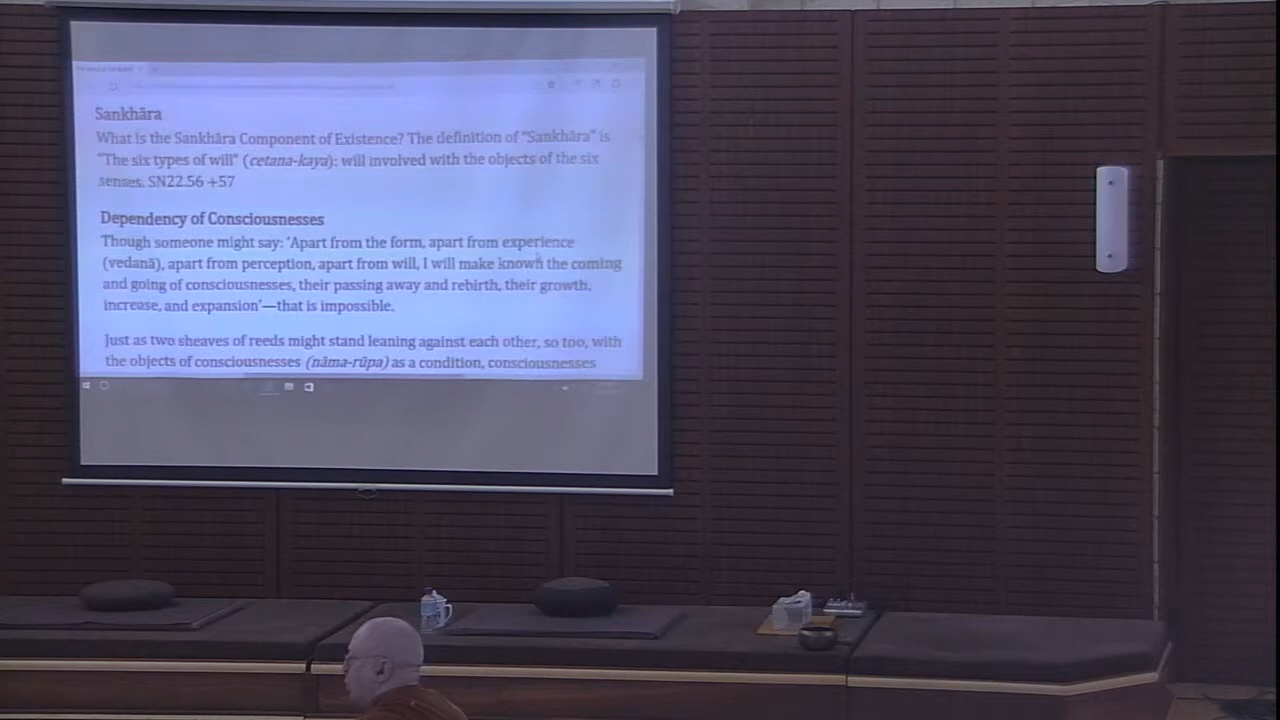 Sankhāra
What is the Sankhāra Component of Existence? The definition of "Sankhāra" is
"The six types of will" (cetana-kaya): will involved with the objects of the six
senses. SN22.56 +57
Dependency of Consciousnesses
Though someone might say: 'Apart from the form, apart from experience
(vedanā), apart from perception, apart from will, I will make known the coming
and going of consciousnesses, their passing away and rebirth, their growth,
increase, and expansion'—that is impossible.
Just as two sheaves of reeds might stand leaning against each other, so too, with
the objects of consciousnesses (nāma-rūpa) as a condition, consciousnesses